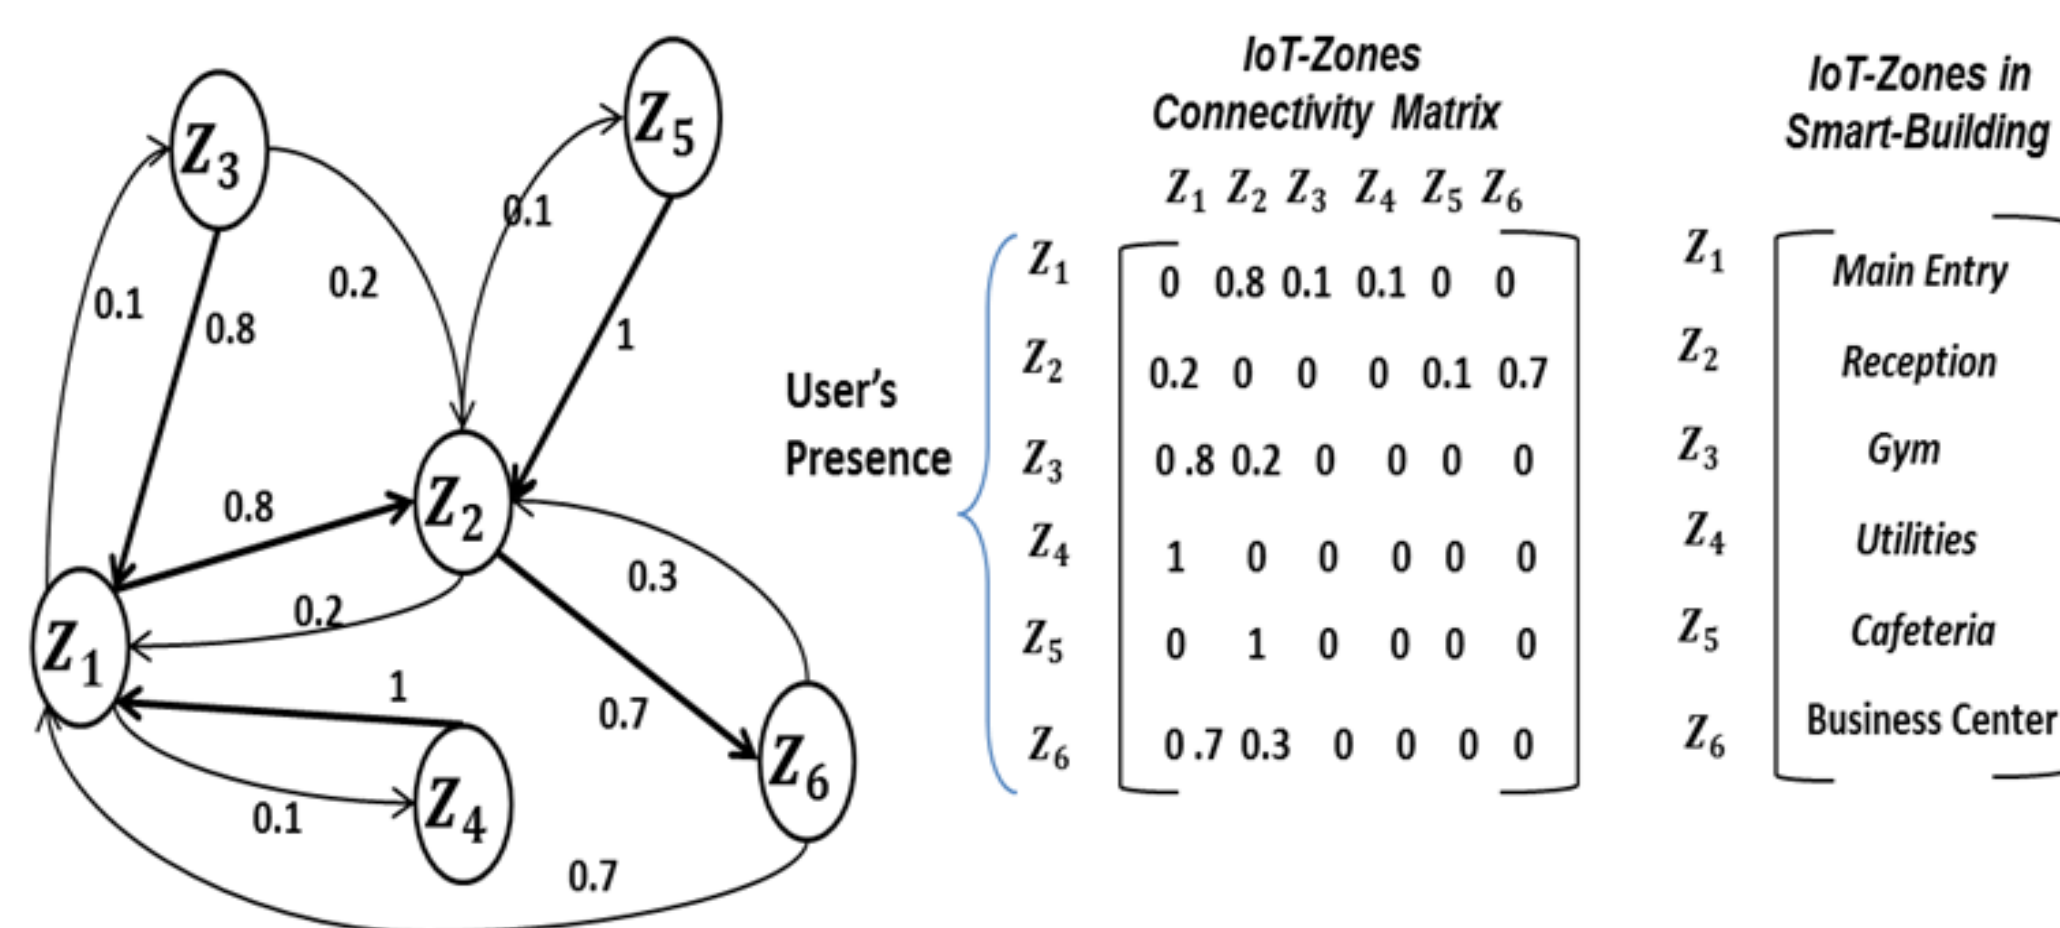 Z3
Z5
0.1
0.1
0.2
0.8
1
0.8
Z2
0.3
0.2
Z1
1
0.7
Z6
Z4
0.1
0.7
User's
Presence
IoT-Zones
Connectivity Matrix
Z1 Z2 Z3 Z4 Z5 Z6
Z1 0 0.8 0.1 0.1 0 0
Z2 0.2 0 0 0 0.1 0.7
Z3 0 .8 0.2 0 0 0 0
Z4 1 0 0 0 0 0
Z5 0 1 0 0 0 0
Z6 0 .7 0.3 0 0 0 0
IoT-Zones in
Smart-Building
Z1 Main Entry
Z2 Reception
Z3 Gym
Z4 Utilities
Z5 Cafeteria
Z6 Business Center